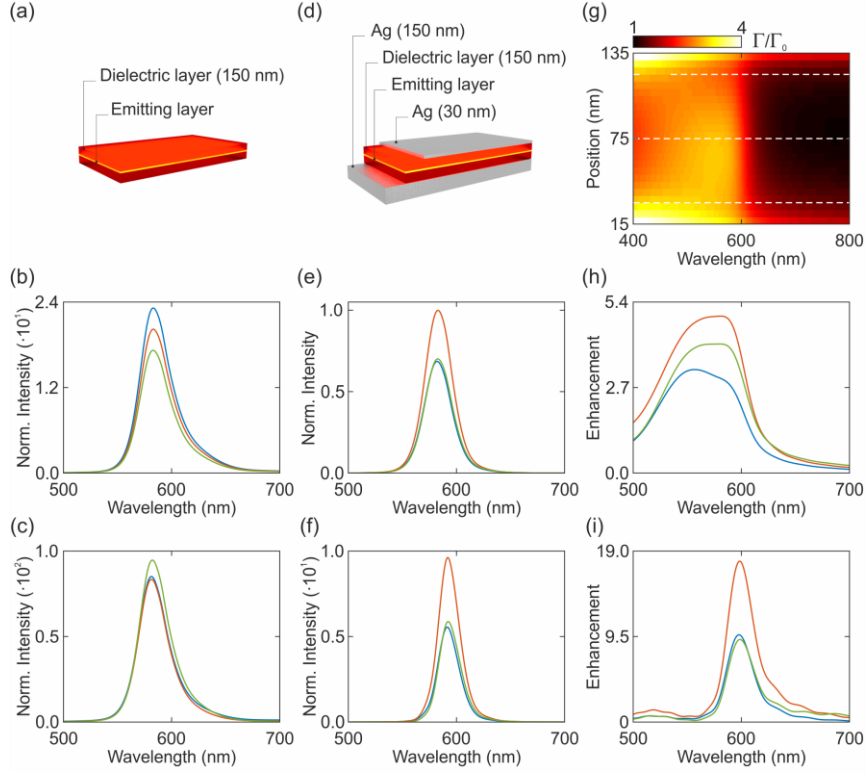 (a)
Dielectric layer (150 nm)
Emitting layer
(d)
Ag (150 nm)
Dielectric layer (150 nm)
Emitting layer
Ag (30 nm)
(g)
1
4
Γ/Γ₀
135
75
15
Position (nm)
400
600
800
Wavelength (nm)
(b)
2.4
1.2
0.0
Norm. Intensity (·10¹)
500
600
700
Wavelength (nm)
(e)
1.0
0.5
0.0
Norm. Intensity
500
600
700
Wavelength (nm)
(h)
5.4
2.7
0.0
Enhancement
500
600
700
Wavelength (nm)
(c)
1.0
0.5
0.0
Norm. Intensity (·10²)
500
600
700
Wavelength (nm)
(f)
1.0
0.5
0.0
Norm. Intensity (·10¹)
500
600
700
Wavelength (nm)
(i)
19.0
9.5
0.0
Enhancement
500
600
700
Wavelength (nm)